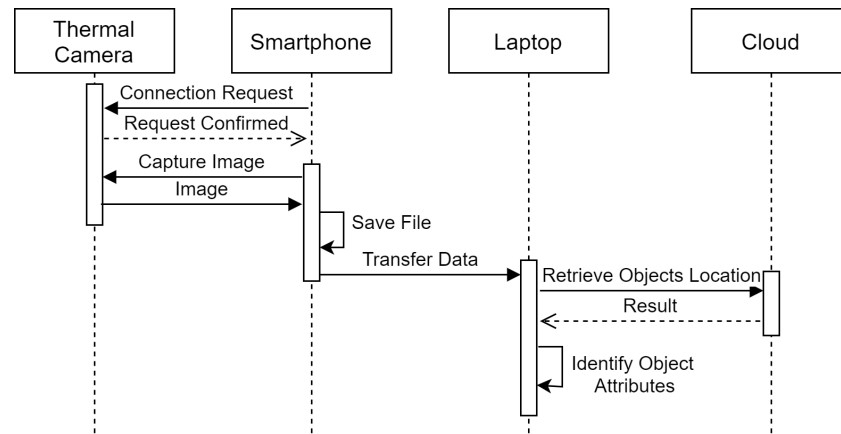 Thermal
Camera
Smartphone
Laptop
Cloud
Connection Request
Request Confirmed
Capture Image
Image
Save File
Transfer Data
Retrieve Objects Location
Result
Identify Object
Attributes